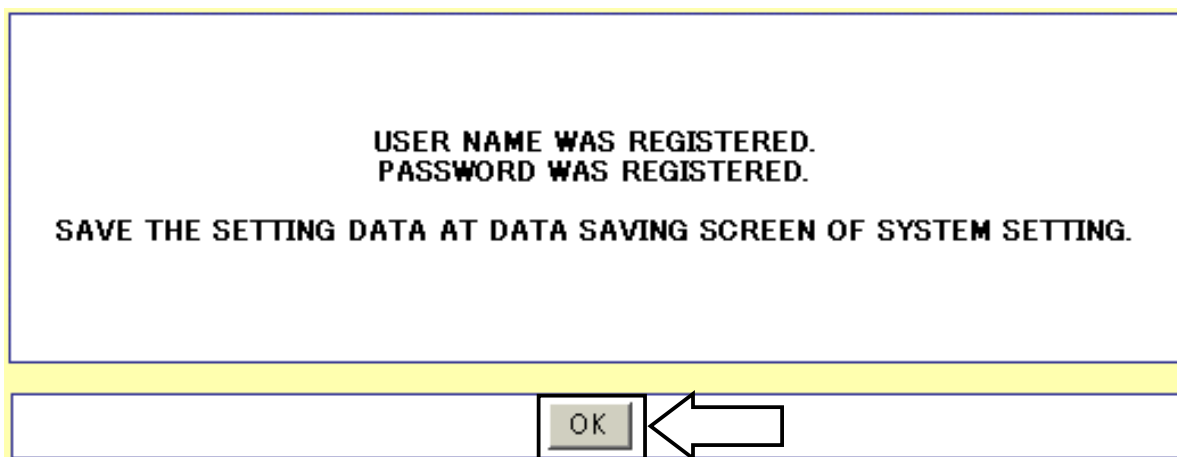 USER NAME WAS REGISTERED.
PASSWORD WAS REGISTERED.
SAVE THE SETTING DATA AT DATA SAVING SCREEN OF SYSTEM SETTING.
OK